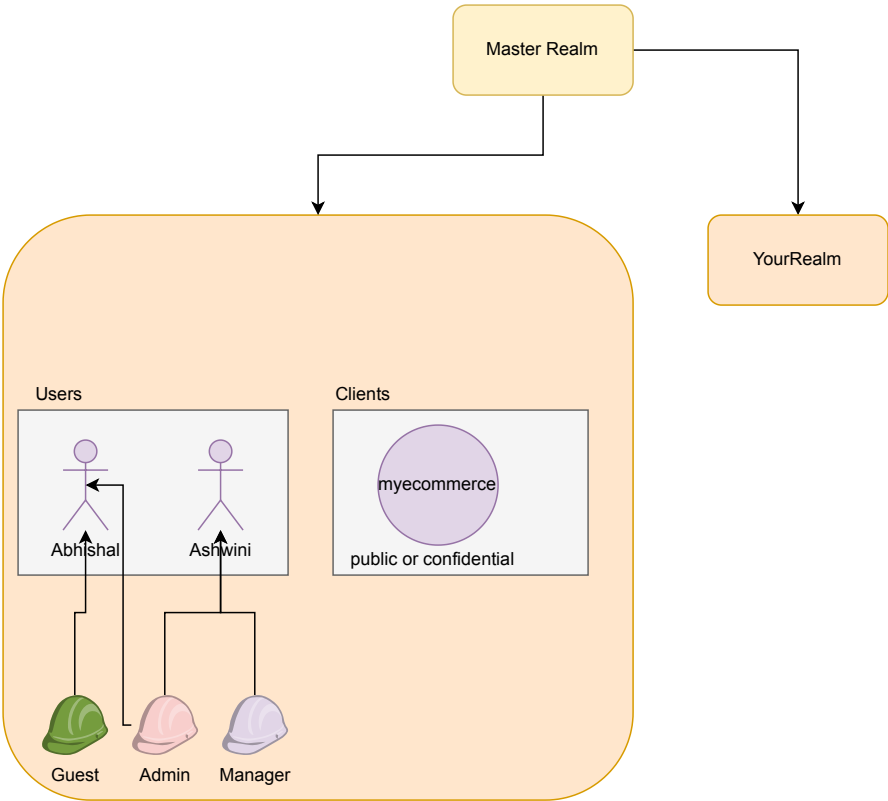 Master Realm
YourRealm
Users
Clients
myecommerce
Abhishal
Ashwini
public or confidential
Guest
Admin
Manager